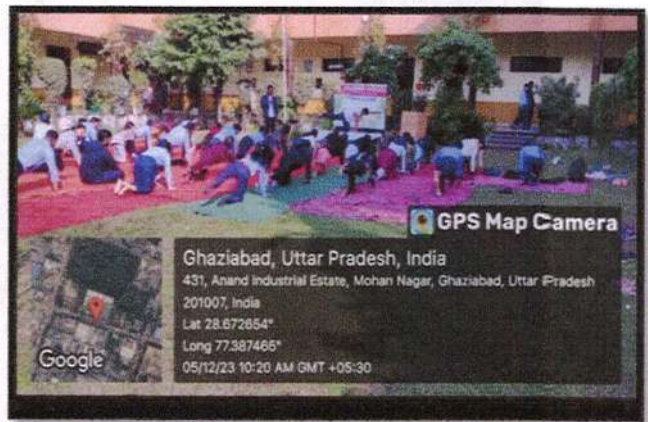 GPS Map Camera
Ghaziabad, Uttar Pradesh, India
431, Anand Industrial Estate, Mohan Nagar, Ghaziabad, Uttar Pradesh
201007, India
Lat 28.672654°
Long 77.387465°
05/12/23 10:20 AM GMT +05:30
Google